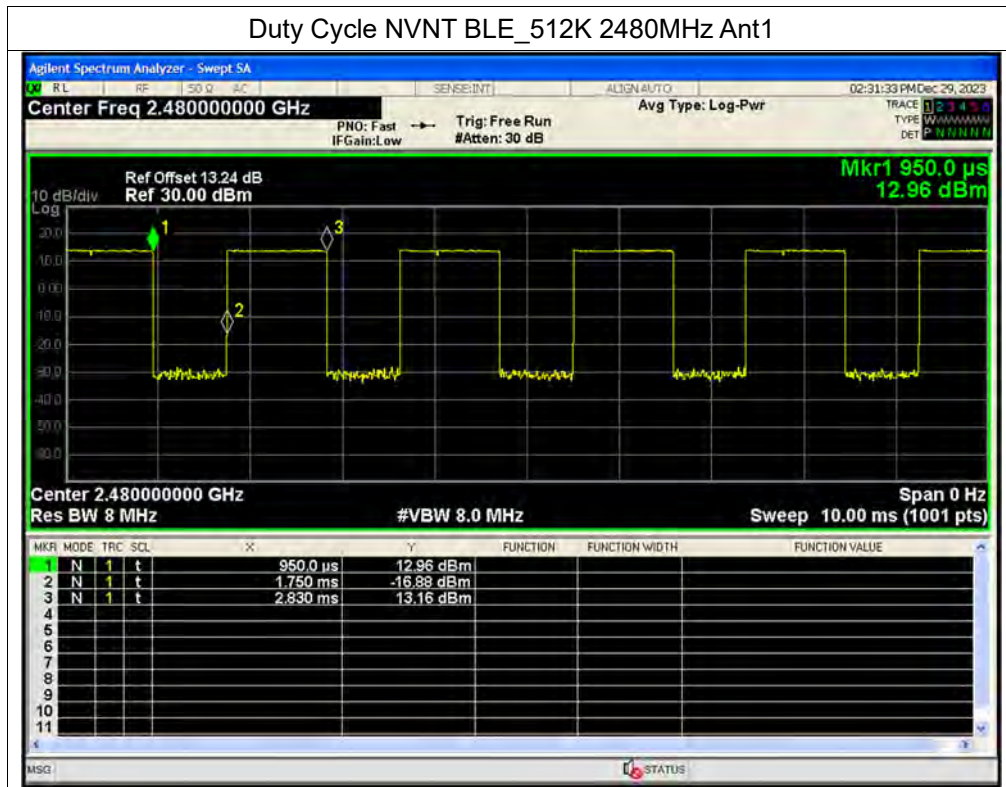 Duty Cycle NVNT BLE_512K 2480MHz Ant1
Agilent Spectrum Analyzer - Swept SA
RL RF 50 Ω AC SENSE:INT ALIGN AUTO 02:31:33 PM Dec 29, 2023
Center Freq 2.480000000 GHz Avg Type: Log-Pwr TRACE 1 2 3 4 5 6
PNO: Fast Trig: Free Run TYPE W
IFGain:Low #Atten: 30 dB DET P N N N N N
Mkr1 950.0 µs
Ref Offset 13.24 dB
10 dB/div Ref 30.00 dBm 12.96 dBm
Log
20.0
10.0
0.00
-10.0
-20.0
-30.0
-40.0
-50.0
-60.0
1
3
2
Center 2.480000000 GHz Span 0 Hz
Res BW 8 MHz #VBW 8.0 MHz Sweep 10.00 ms (1001 pts)
MKR MODE TRC SCL X Y FUNCTION FUNCTION WIDTH FUNCTION VALUE
1 N 1 t 950.0 µs 12.96 dBm
2 N 1 t 1.750 ms -16.88 dBm
3 N 1 t 2.830 ms 13.16 dBm
4
5
6
7
8
9
10
11
MSG STATUS